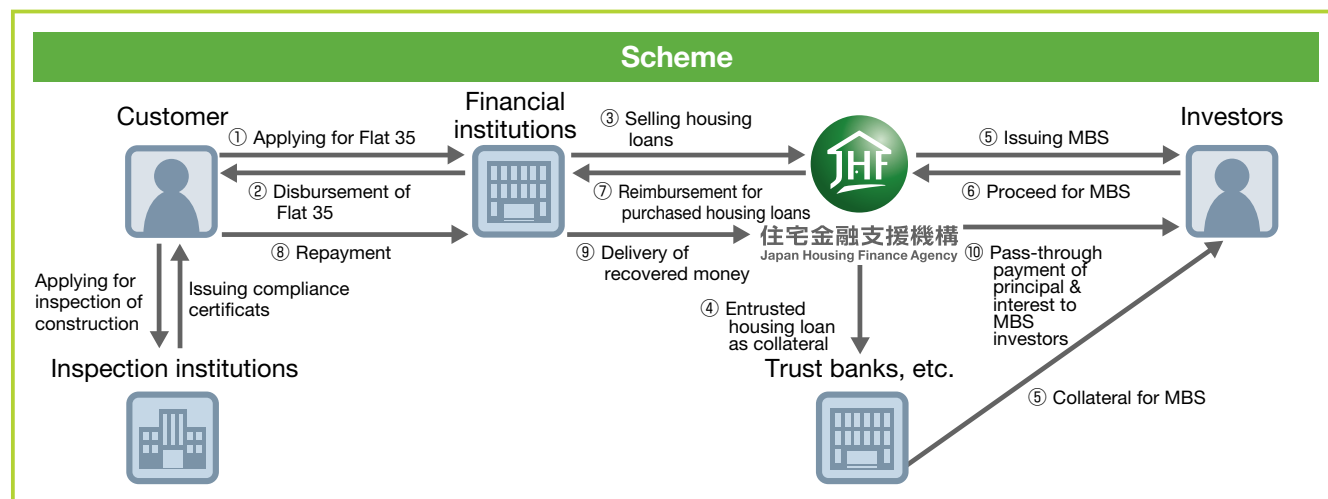 Scheme
Customer
Financial
institutions
Investors
① Applying for Flat 35
② Disbursement of
Flat 35
③ Selling housing
loans
⑦ Reimbursement for
purchased housing loans
JHF
住宅金融支援機構
Japan Housing Finance Agency
⑤ Issuing MBS
⑥ Proceed for MBS
⑧ Repayment
⑨ Delivery of
recovered money
⑩ Pass-through
payment of
principal &
interest to
MBS
investors
Applying for
inspection of
construction
Issuing compliance
certificats
④ Entrusted
housing loan
as collateral
Inspection institutions
Trust banks, etc.
⑤ Collateral for MBS